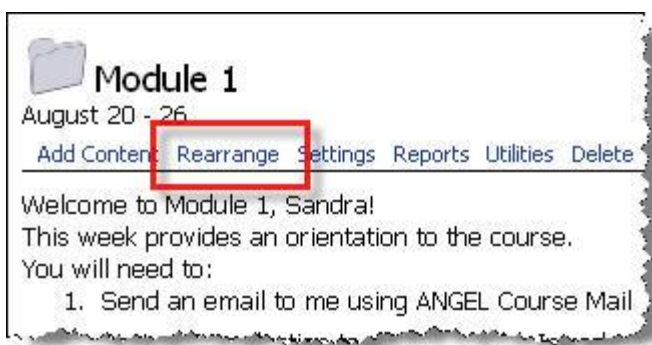 Module 1
August 20 - 26
Add Content Rearrange Settings Reports Utilities Delete
Welcome to Module 1, Sandra!
This week provides an orientation to the course.
You will need to:
1. Send an email to me using ANGEL Course Mail